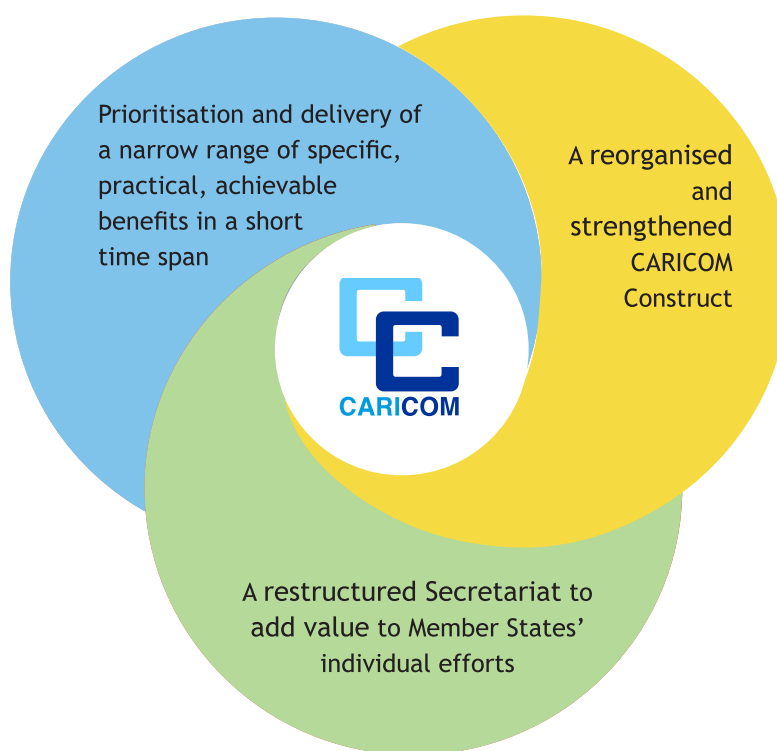 Prioritisation and delivery of
a narrow range of specific,
practical, achievable
benefits in a short
time span
A reorganised
and
strengthened
CARICOM
Construct
CARICOM
A restructured Secretariat to
add value to Member States’
individual efforts